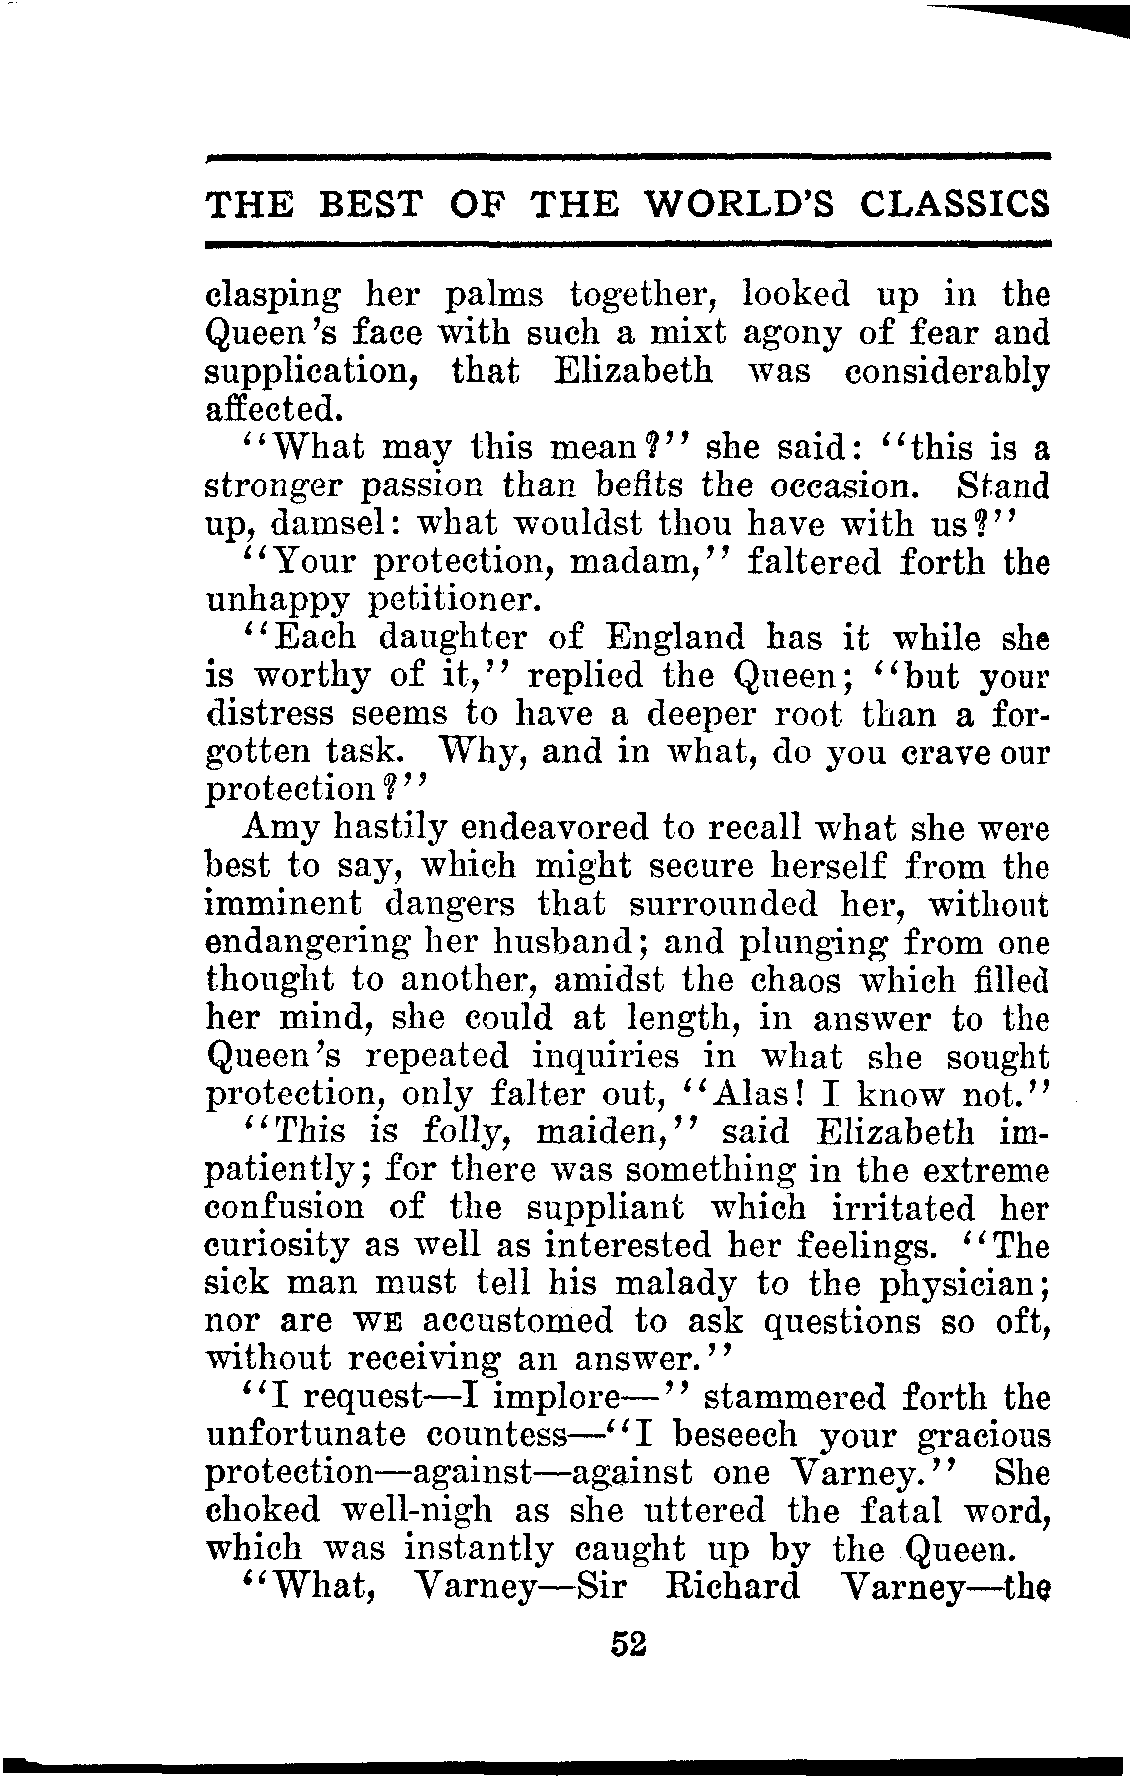 THE BEST OF THE WORLD'S CLASSICS
clasping her palms together, looked up in the
Queen's face with such a mixt agony of fear and
supplication, that Elizabeth was considerably
affected.
"What may this mean?" she said: "this is a
stronger passion than befits the occasion. Stand
up, damsel: what wouldst thou have with us?"
"Your protection, madam," faltered forth the
unhappy petitioner.
"Each daughter of England has it while she
is worthy of it," replied the Queen; "but your
distress seems to have a deeper root than a for-
gotten task. Why, and in what, do you crave our
protection?"
Amy hastily endeavored to recall what she were
best to say, which might secure herself from the
imminent dangers that surrounded her, without
endangering her husband; and plunging from one
thought to another, amidst the chaos which filled
her mind, she could at length, in answer to the
Queen's repeated inquiries in what she sought
protection, only falter out, "Alas! I know not."
"This is folly, maiden," said Elizabeth im-
patiently; for there was something in the extreme
confusion of the suppliant which irritated her
curiosity as well as interested her feelings. "The
sick man must tell his malady to the physician;
nor are WE accustomed to ask questions so oft,
without receiving an answer."
"I request—I implore—" stammered forth the
unfortunate countess—"I beseech your gracious
protection—against—against one Varney." She
choked well-nigh as she uttered the fatal word,
which was instantly caught up by the Queen.
"What, Varney—Sir Richard Varney—the
52